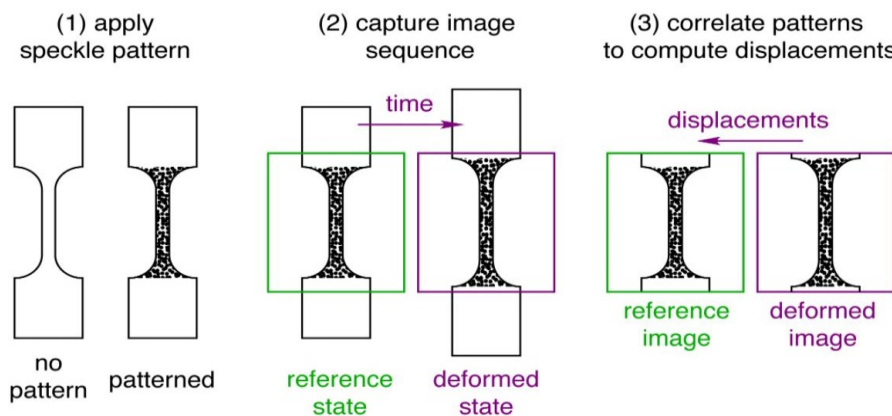 (1) apply
speckle pattern
(2) capture image
sequence
(3) correlate patterns
to compute displacements
time
displacements
no
pattern
patterned
reference
state
deformed
state
reference
image
deformed
image